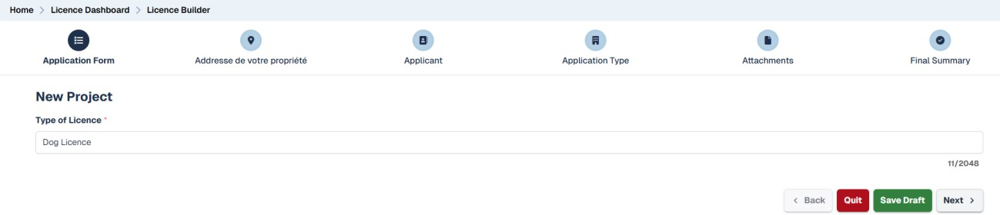 Home > Licence Dashboard > Licence Builder
Application Form Addresse de votre propriété Applicant Application Type Attachments Final Summary
New Project
Type of Licence *
Dog Licence
11/2048
< Back Quit Save Draft Next >